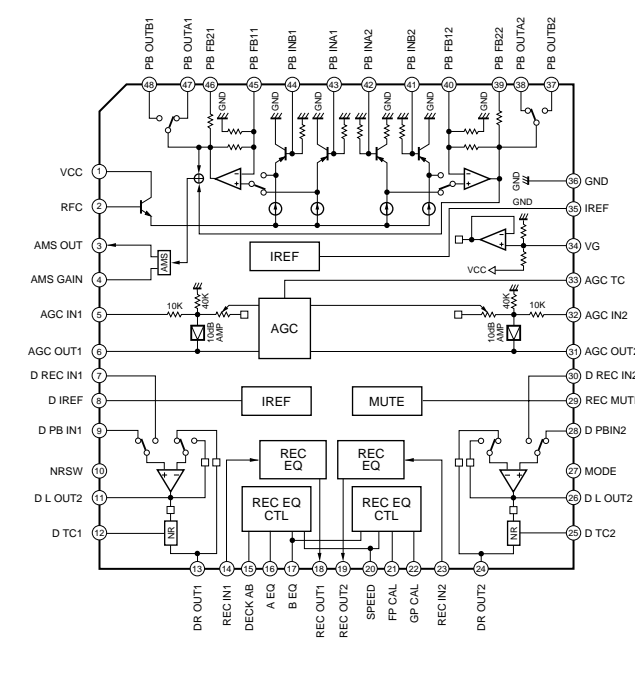 PB OUTB1
PB OUTA1
PB FB21
PB FB11
PB INB1
PB INA1
PB INA2
PB INB2
PB FB12
PB FB22
PB OUTA2
PB OUTB2
48
47
46
45
44
43
42
41
40
39
38
37
GND
GND
GND
GND
GND
GND
VCC
1
RFC
2
AMS OUT
3
AMS GAIN
4
AGC IN1
5
AGC OUT1
6
D REC IN1
7
D IREF
8
D PB IN1
9
NRSW
10
D L OUT2
11
D TC1
12
36
GND
35
IREF
34
VG
33
AGC TC
32
AGC IN2
31
AGC OUT2
30
D REC IN2
29
REC MUT
28
D PBIN2
27
MODE
26
D L OUT2
25
D TC2
GND
GND
VCC
AMS
IREF
10K
40K
10dB
AMP
AGC
40K
10K
10dB
AMP
IREF
MUTE
REC
EQ
REC
EQ
REC EQ
CTL
REC EQ
CTL
NR
NR
+
−
13
14
15
16
17
18
19
20
21
22
23
24
DR OUT1
REC IN1
DECK AB
A EQ
B EQ
REC OUT1
REC OUT2
SPEED
FP CAL
GP CAL
REC IN2
DR OUT2